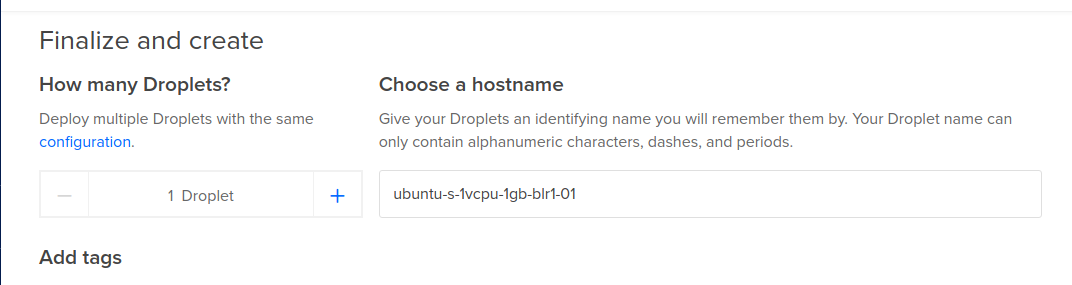 Finalize and create
How many Droplets?
Deploy multiple Droplets with the same
configuration.
1 Droplet
Choose a hostname
Give your Droplets an identifying name you will remember them by. Your Droplet name can
only contain alphanumeric characters, dashes, and periods.
ubuntu-s-1vcpu-1gb-blr1-01
Add tags